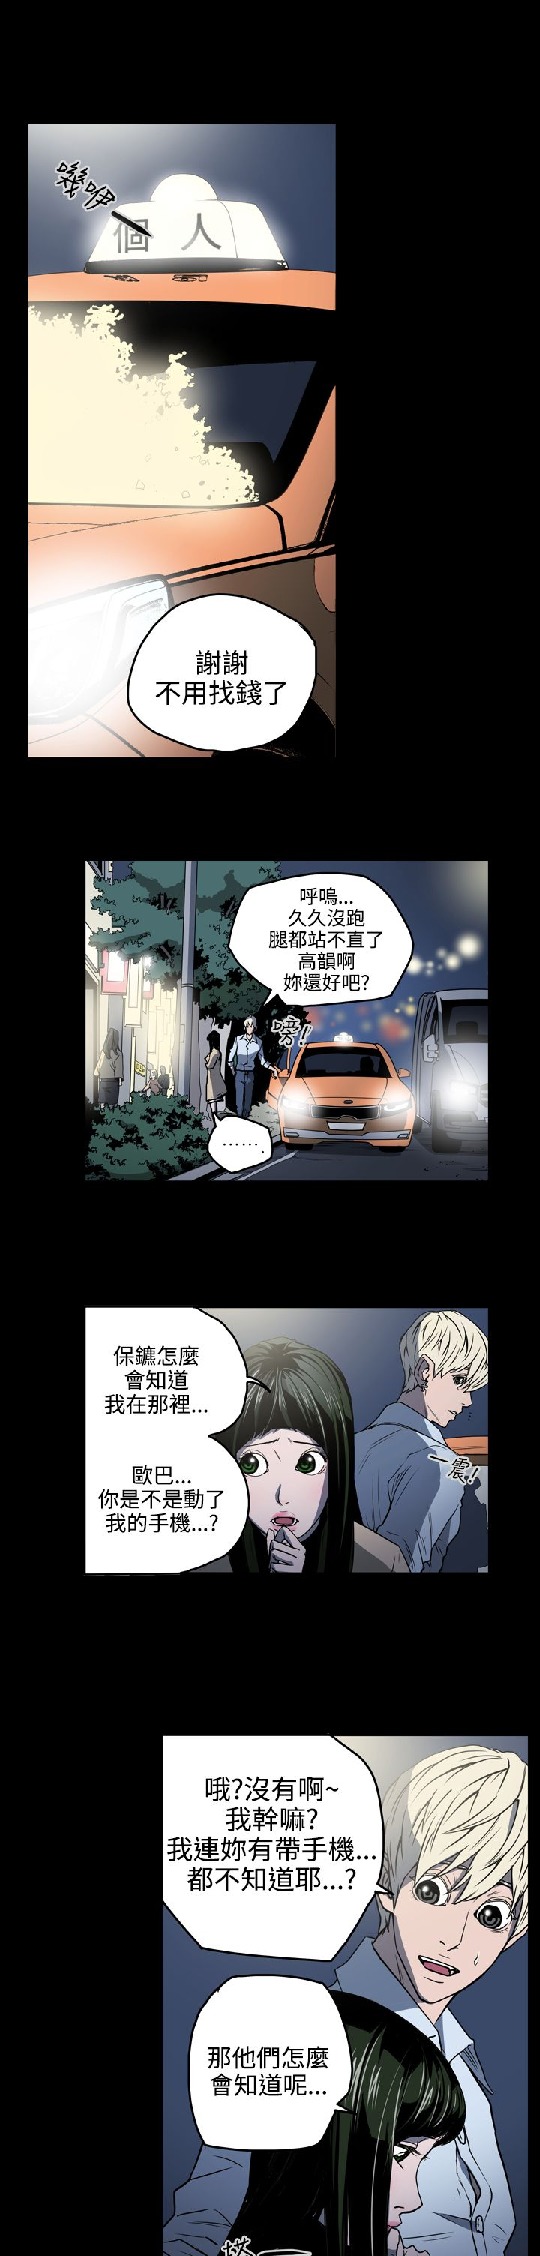 嘰咿
個人
謝謝
不用找錢了
呼嗚...
久久沒跑
腿都站不直了
高韻啊
妳還好吧?
嗙!
......
保鑣怎麼
會知道
我在那裡...
歐巴...
你是不是動了
我的手機...?
一震!
哦?沒有啊~
我幹嘛?
我連妳有帶手機...
都不知道耶...?
那他們怎麼
會知道呢...